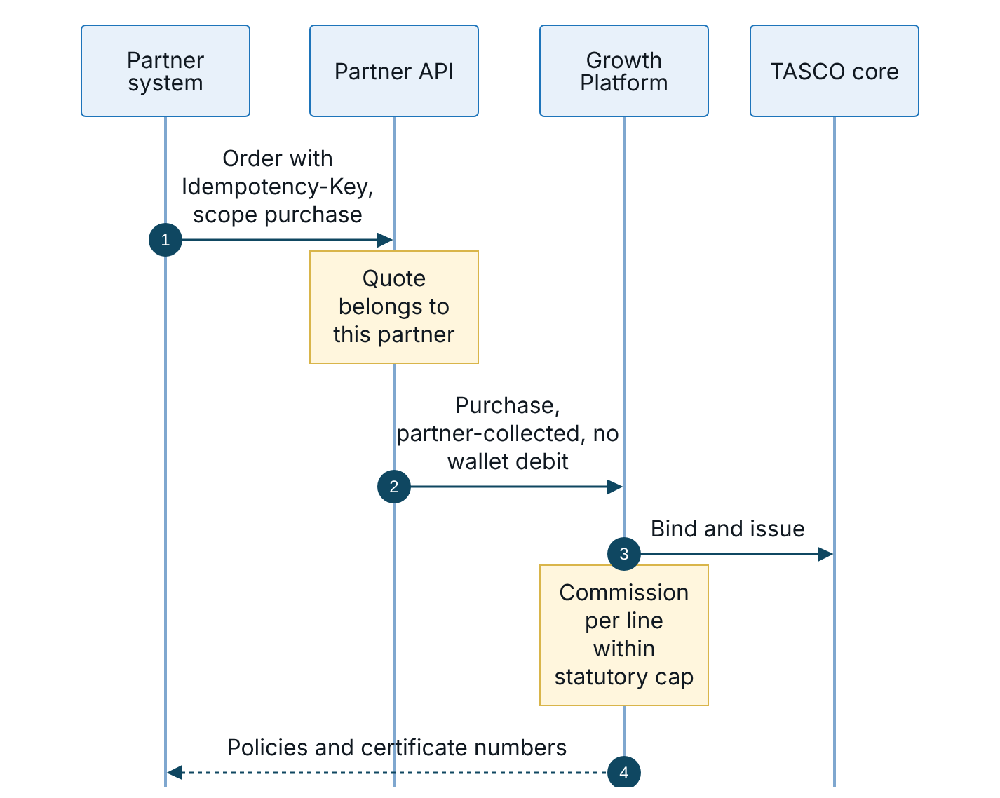 Partner
system
Partner API
Growth
Platform
TASCO core
Order with
Idempotency-Key,
scope purchase
1
Quote
belongs to
this partner
Purchase,
partner-collected, no
wallet debit
2
Bind and issue
3
Commission
per line
within
statutory cap
Policies and certificate numbers
4